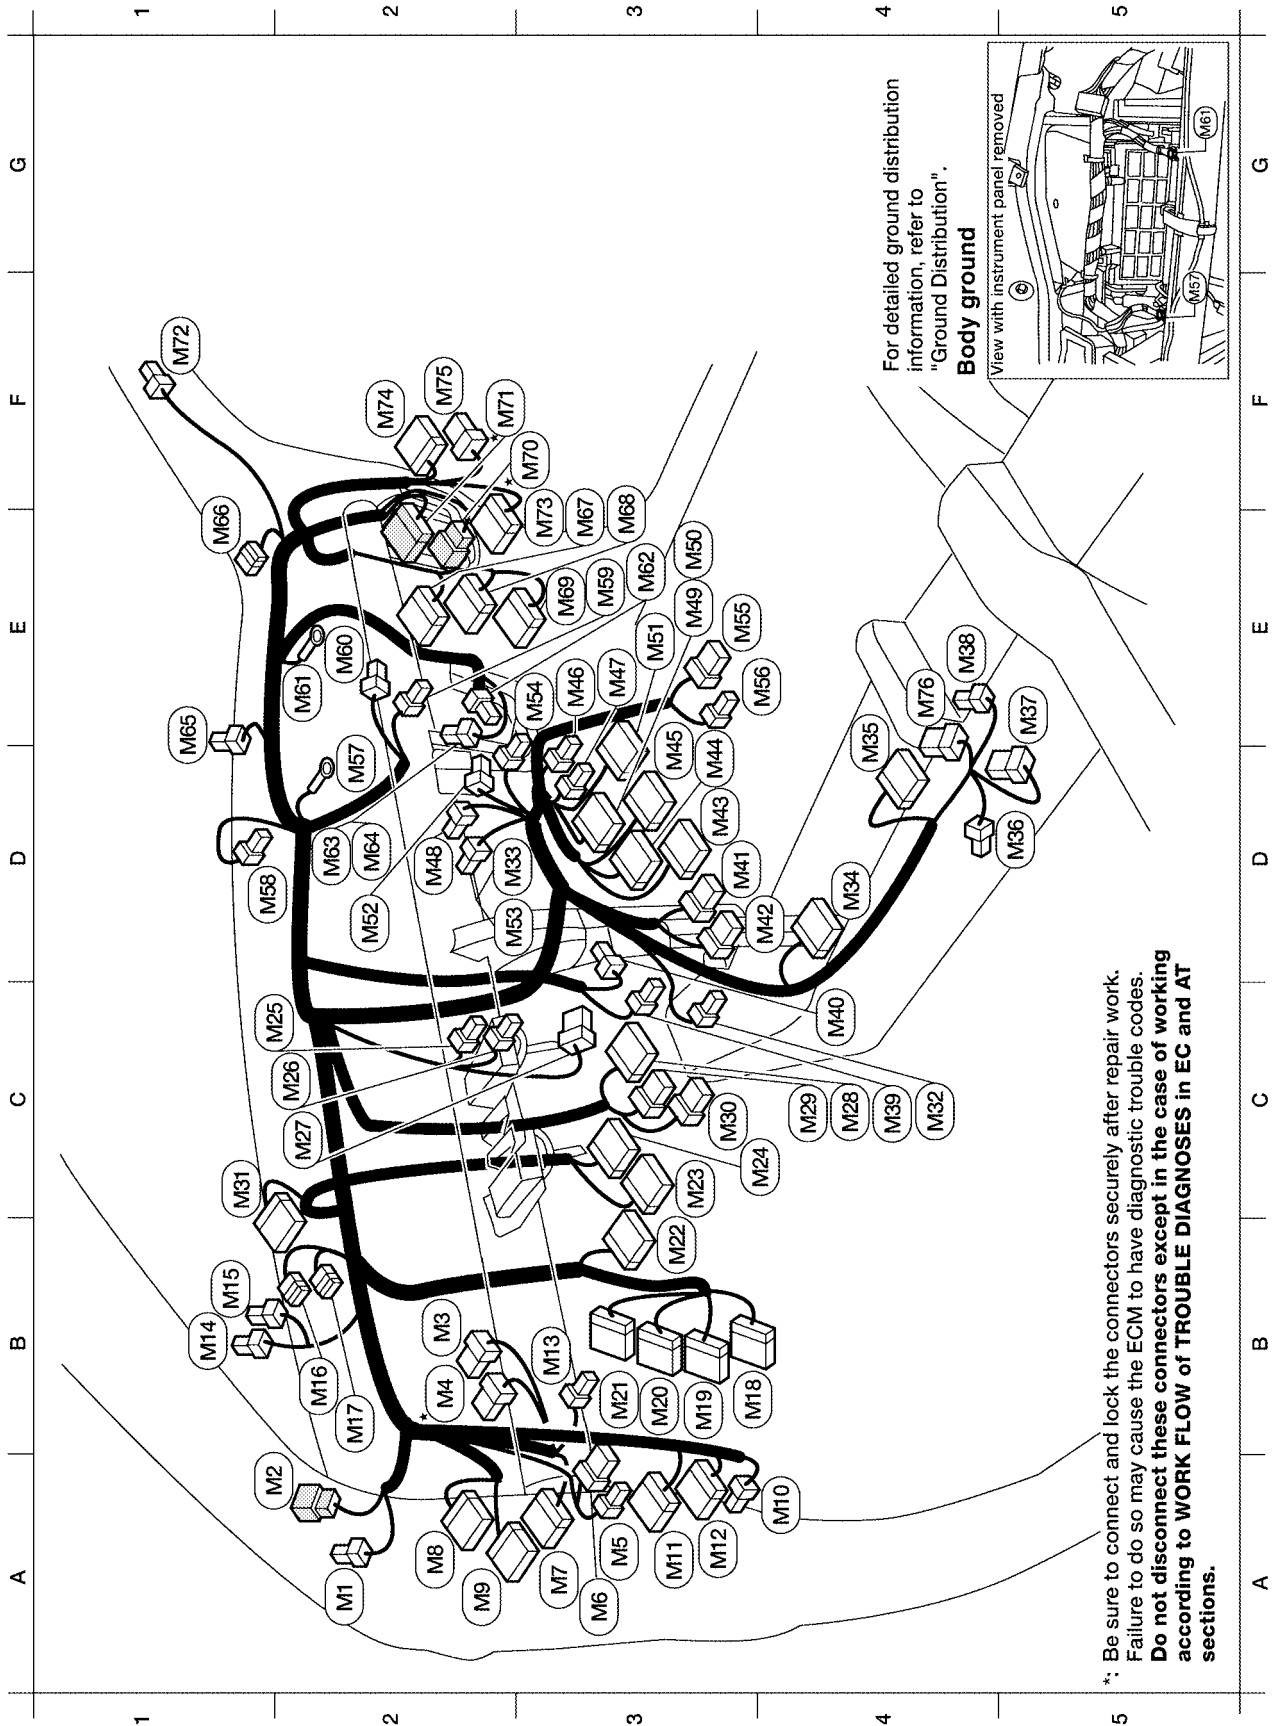 A
B
C
D
E
F
G
1
2
3
4
5
M72
M66
M65
M58
M31
M15
M14
M2
M1
M16
M17
M25
M26
M27
M63
M64
M52
M57
M61
M60
M74
M75
M71
*
M70
*
M73
M67
M68
M69
M59
M62
M54
M46
M47
M51
M49
M50
M55
M56
M48
M33
M53
M45
M44
M43
M41
M42
M34
M35
M76
M38
M37
M36
M40
M29
M28
M39
M32
M30
M24
M23
M22
M3
M4
*
M13
M21
M20
M19
M18
M8
M9
M7
M6
M5
M11
M12
M10
For detailed ground distribution
information, refer to
"Ground Distribution".
Body ground
View with instrument panel removed
M57
M61
*: Be sure to connect and lock the connectors securely after repair work.
Failure to do so may cause the ECM to have diagnostic trouble codes.
Do not disconnect these connectors except in the case of working
according to WORK FLOW of TROUBLE DIAGNOSES in EC and AT
sections.
A
B
C
D
E
F
G
1
2
3
4
5